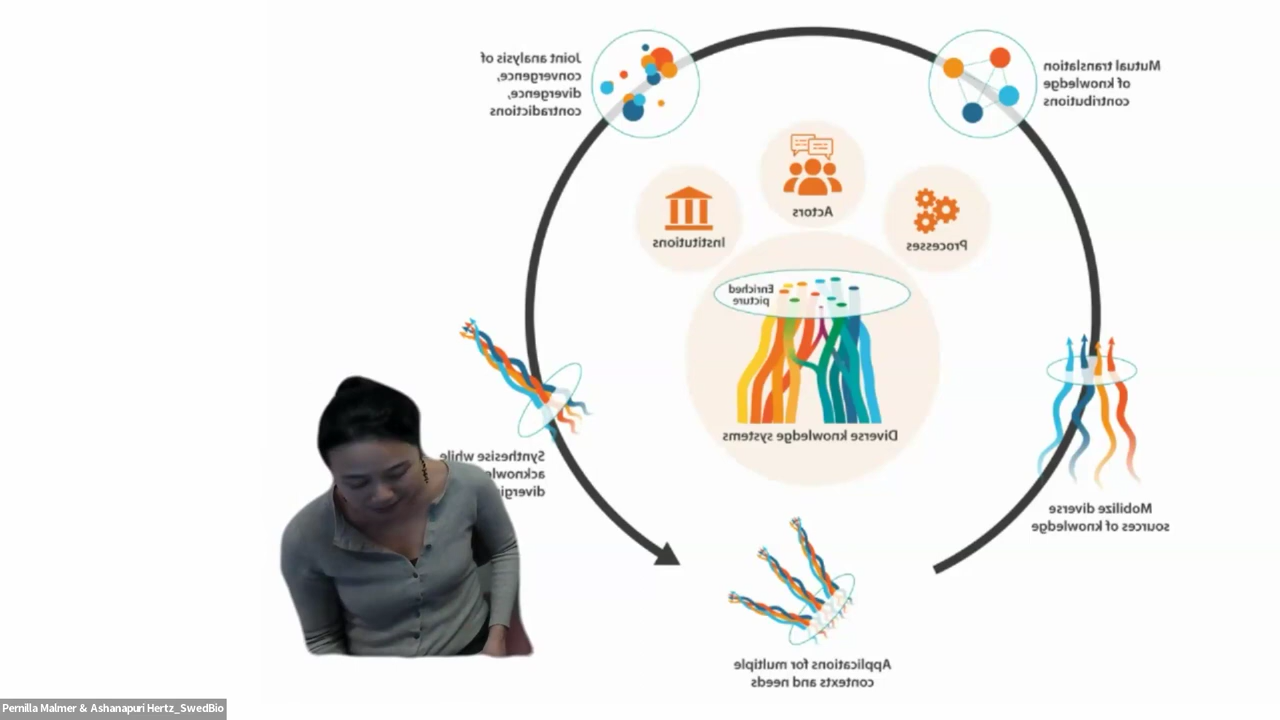 Joint analysis of
convergence,
divergence,
contradictions
Mutual translation
of knowledge
contributions
Actors
Institutions
Processes
Enriched
picture
Diverse knowledge systems
Synthesise while
Mobilize diverse
sources of knowledge
Applications for multiple
contexts and needs
Pernilla Malmer & Ashanapuri Hertz_SwedBio